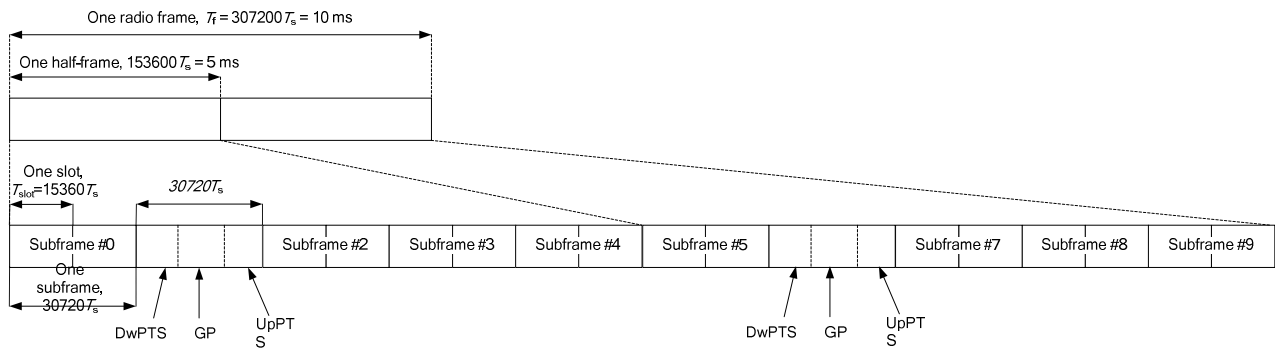 One radio frame, Tf = 307200Ts = 10 ms
One half-frame, 153600Ts = 5 ms
One slot,
Tslot=15360Ts
30720Ts
Subframe #0
Subframe #2
Subframe #3
Subframe #4
Subframe #5
Subframe #7
Subframe #8
Subframe #9
One
subframe,
30720Ts
DwPTS
GP
UpPT
S
DwPTS
GP
UpPT
S